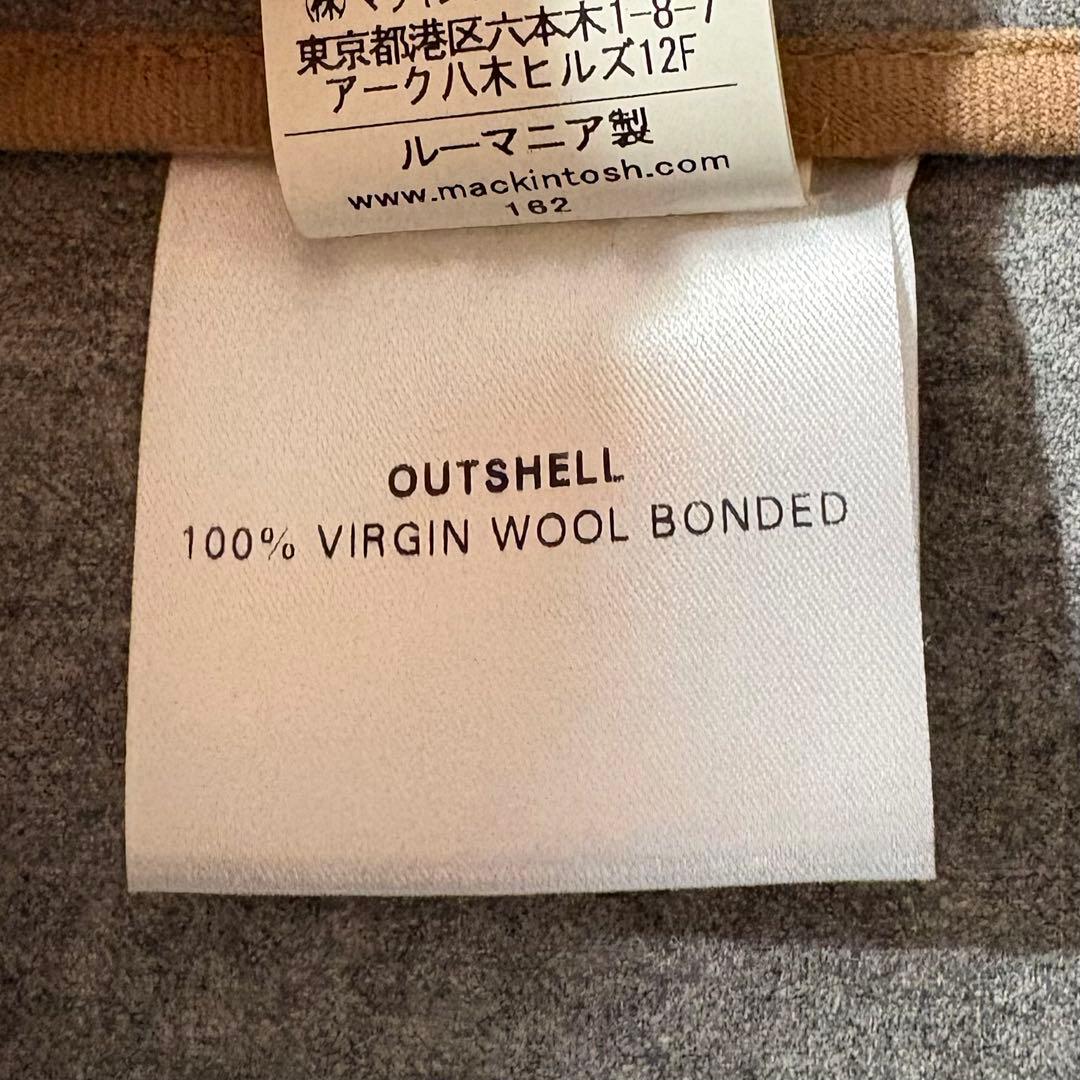 東京都港区六本木1-8-7
アーク八木ヒルズ12F
ルーマニア製
www.mackintosh.com
162
OUTSHELL
100% VIRGIN WOOL BONDED